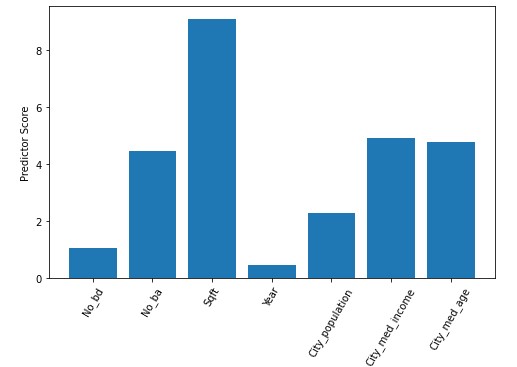 Predictor Score
8
6
4
2
0
No_bd
No_ba
Sqft
Year
City_population
City_med_income
City_med_age